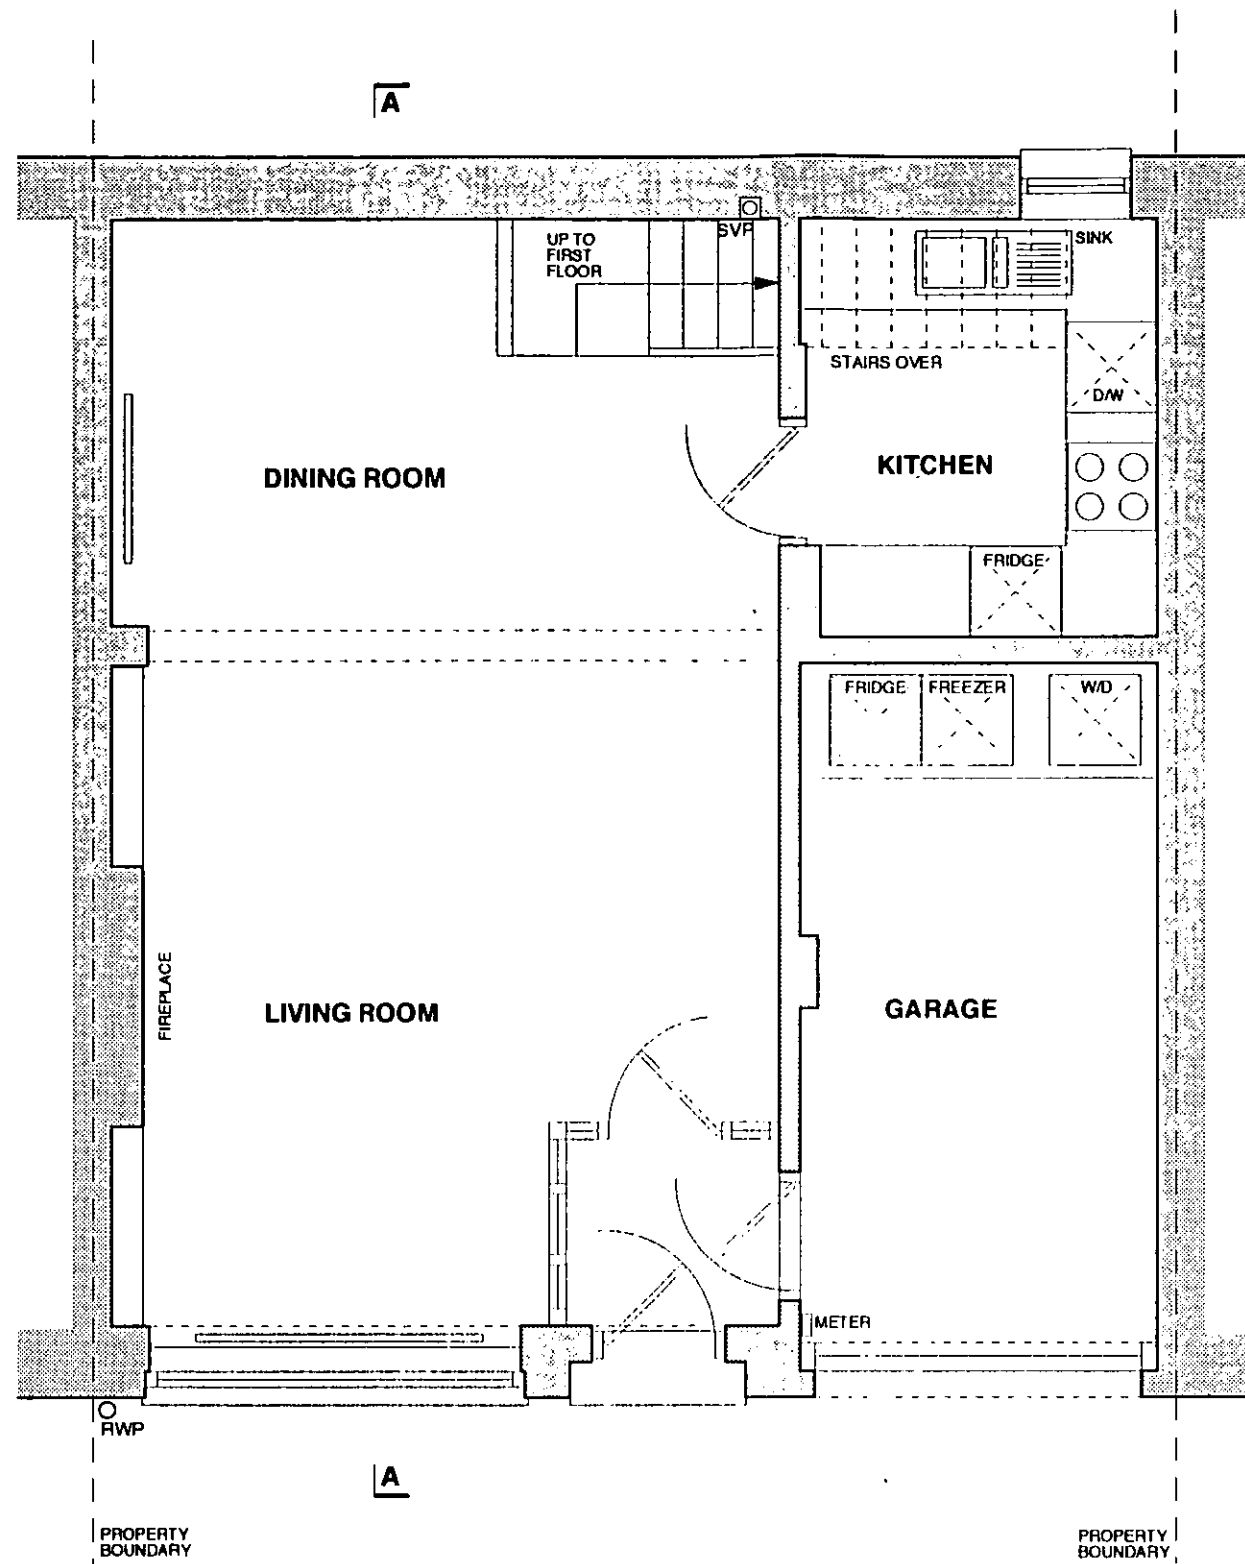 A
SVP
UP TO
FIRST
FLOOR
SINK
STAIRS OVER
D/W
DINING ROOM
KITCHEN
FRIDGE
FRIDGE
FREEZER
W/D
FIREPLACE
LIVING ROOM
GARAGE
METER
RWP
A
PROPERTY
BOUNDARY
PROPERTY
BOUNDARY